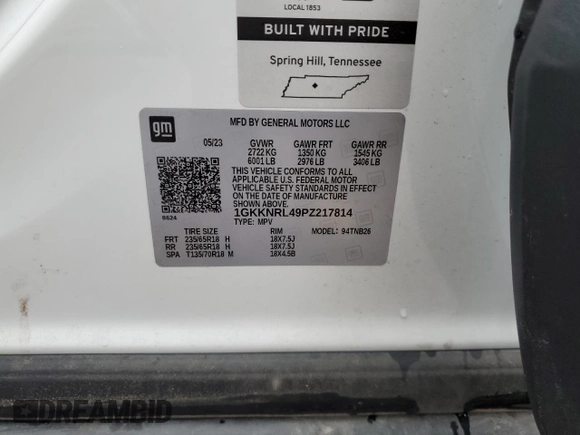 LOCAL 1853
BUILT WITH PRIDE
Spring Hill, Tennessee
gm
MFD BY GENERAL MOTORS LLC
05/23 GVWR GAWR FRT GAWR RR
2722 KG 1350 KG 1545 KG
6001 LB 2976 LB 3406 LB
THIS VEHICLE CONFORMS TO ALL
APPLICABLE U.S. FEDERAL MOTOR
VEHICLE SAFETY STANDARDS IN EFFECT
ON THE DATE OF MANUFACTURE
SHOWN ABOVE.
1GKKNRL49PZ217814
TYPE: MPV
8624
TIRE SIZE RIM MODEL: 94TNB26
FRT 235/65R18 H 18X7.5J
RR 235/65R18 H 18X7.5J
SPA T135/70R18 M 18X4.5B
DREAMBID